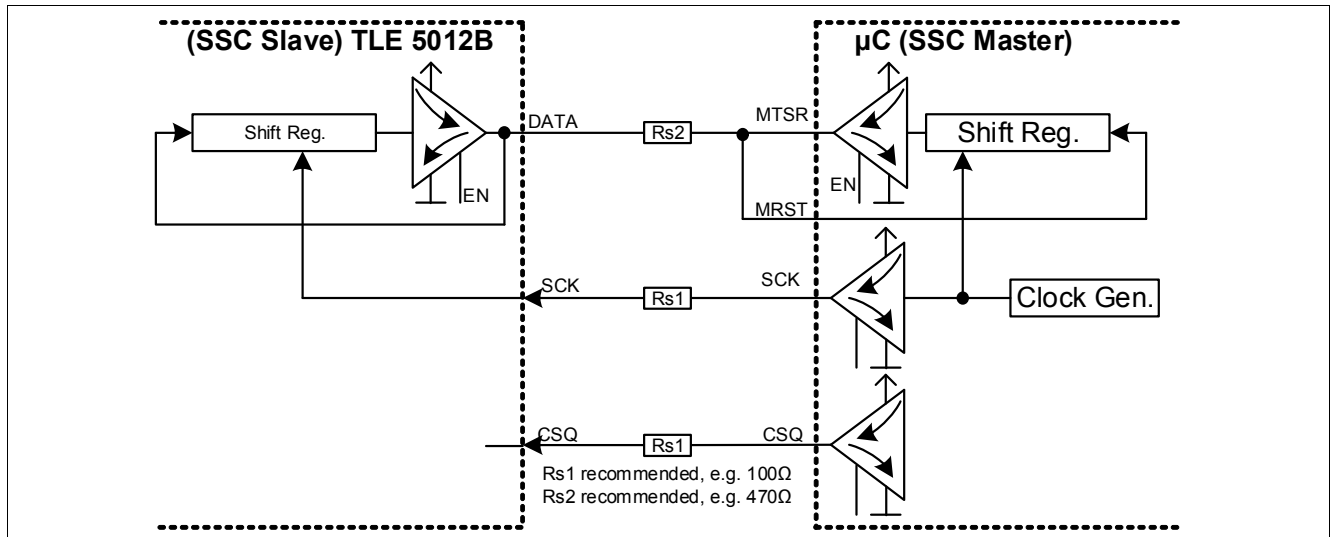 (SSC Slave) TLE 5012B
µC (SSC Master)
Shift Reg.
EN
DATA
Rs2
MTSR
EN
Shift Reg.
MRST
SCK
Rs1
SCK
Clock Gen.
CSQ
Rs1
CSQ
Rs1 recommended, e.g. 100Ω
Rs2 recommended, e.g. 470Ω